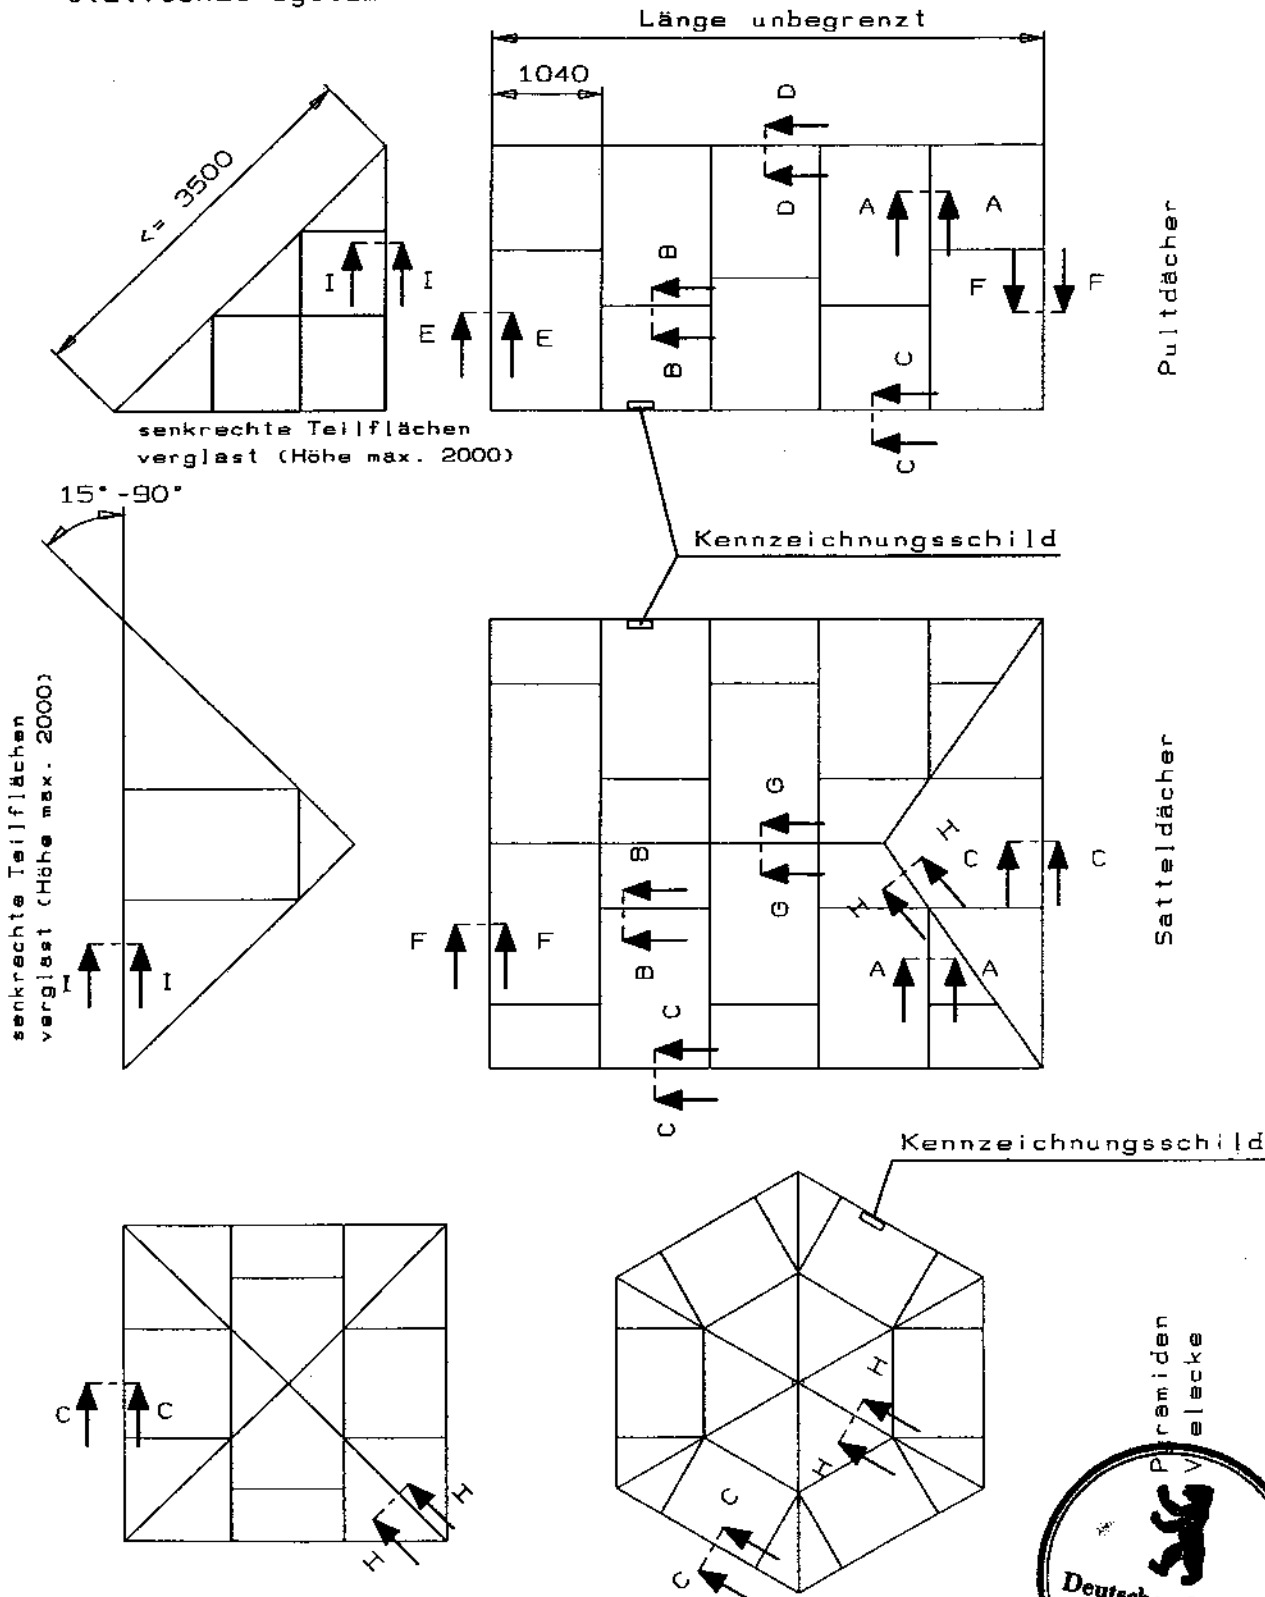 Länge unbegrenzt
1040
<= 3500
D
D
A
A
B
B
I
I
E
E
F
F
C
C
Pultdächer
senkrechte Teilflächen
verglast (Höhe max. 2000)
15°-90°
Kennzeichnungsschild
senkrechte Teilflächen
verglast (Höhe max. 2000)
I
I
F
F
B
B
G
G
H
H
C
C
A
A
C
C
Satteldächer
Kennzeichnungsschild
C
C
H
H
H
H
C
C
Pyramiden
Vielecke